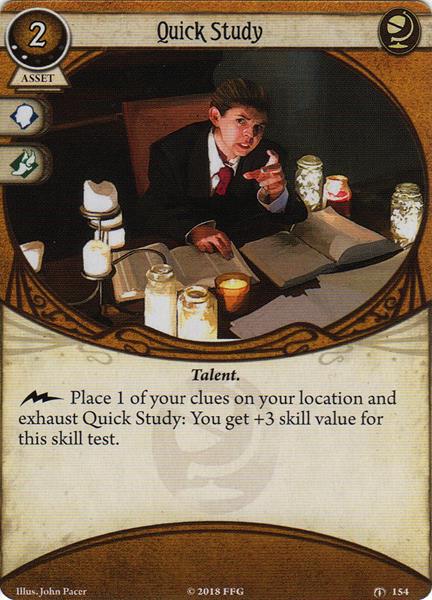 2
Quick Study
ASSET
Talent.
Place 1 of your clues on your location and
exhaust Quick Study: You get +3 skill value for
this skill test.
Illus. John Pacer
© 2018 FFG
154